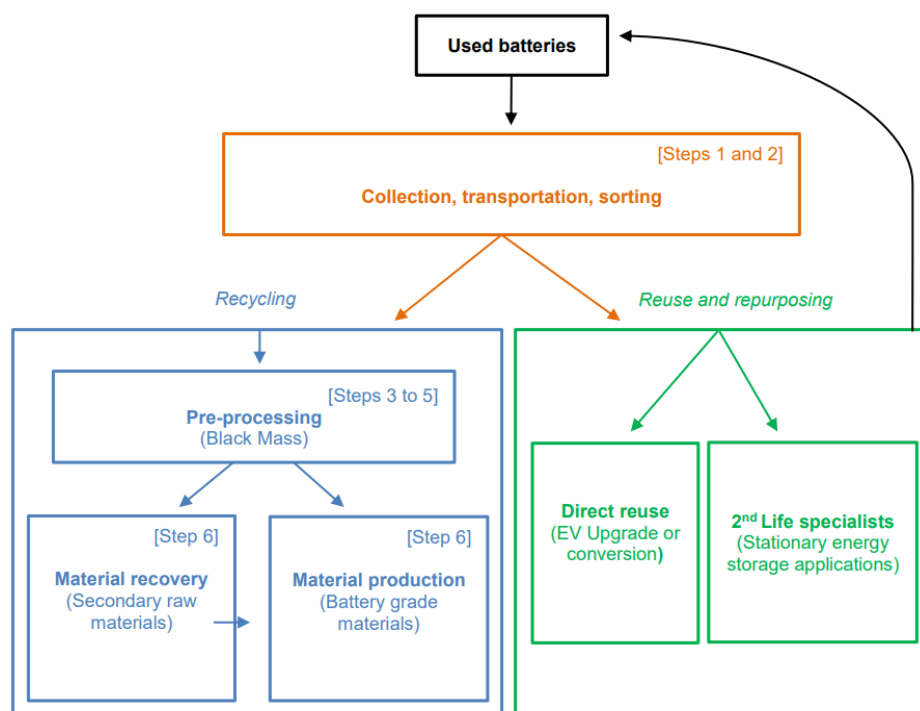 Used batteries
[Steps 1 and 2]
Collection, transportation, sorting
Recycling
Reuse and repurposing
[Steps 3 to 5]
Pre-processing
(Black Mass)
[Step 6]
Material recovery
(Secondary raw
materials)
[Step 6]
Material production
(Battery grade
materials)
Direct reuse
(EV Upgrade or
conversion)
2nd Life specialists
(Stationary energy
storage applications)